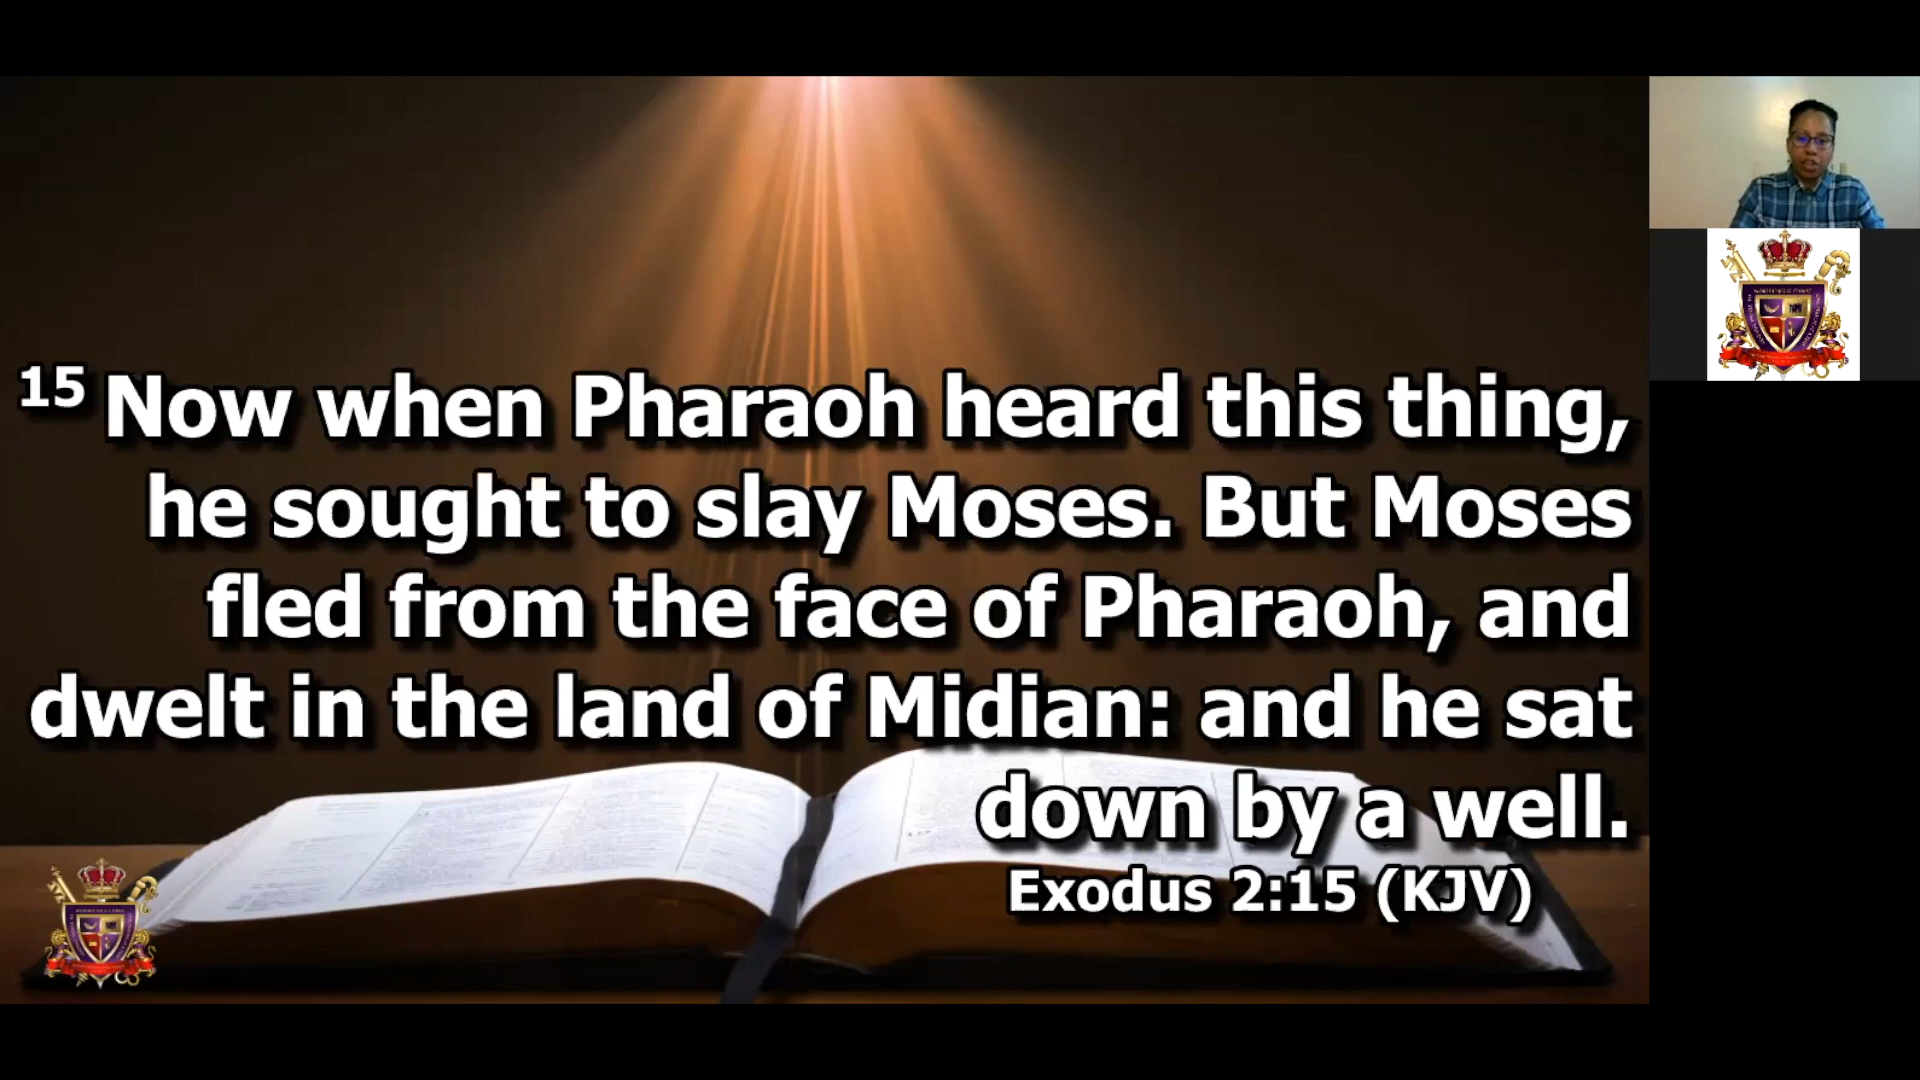 15 Now when Pharaoh heard this thing,
he sought to slay Moses. But Moses
fled from the face of Pharaoh, and
dwelt in the land of Midian: and he sat
down by a well.
Exodus 2:15 (KJV)